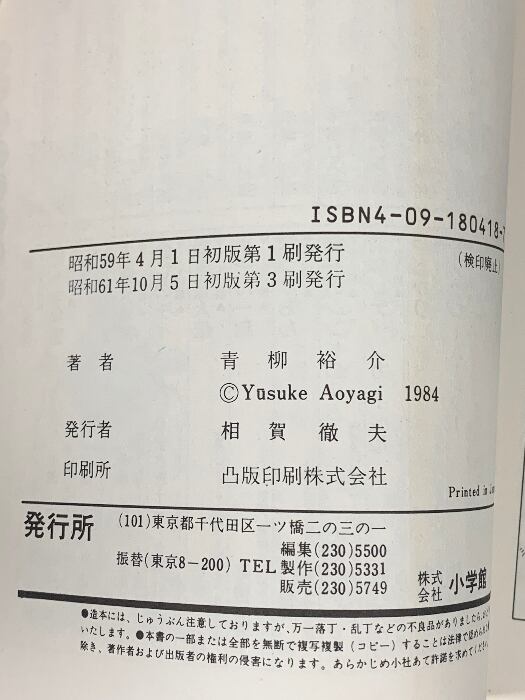 ISBN4-09-180418-
昭和59年4月1日初版第1刷発行
(検印廃止)
昭和61年10月5日初版第3刷発行
著者 青柳裕介
©Yūsuke Aoyagi 1984
発行者 相賀徹夫
印刷所 凸版印刷株式会社
Printed in
発行所 (101)東京都千代田区一ツ橋二の三の一
編集(230)5500
振替(東京8-200) TEL 製作(230)5331
販売(230)5749
株式会社 小学館
●造本には、じゅうぶん注意しておりますが、万一落丁・乱丁などの不良品がありましたら、
いたします。●本書の一部または全部を無断で複写複製(コピー)することは法律で認められた
除き、著作者および出版者の権利の侵害になります。あらかじめ小社あて許諾を求めてください。